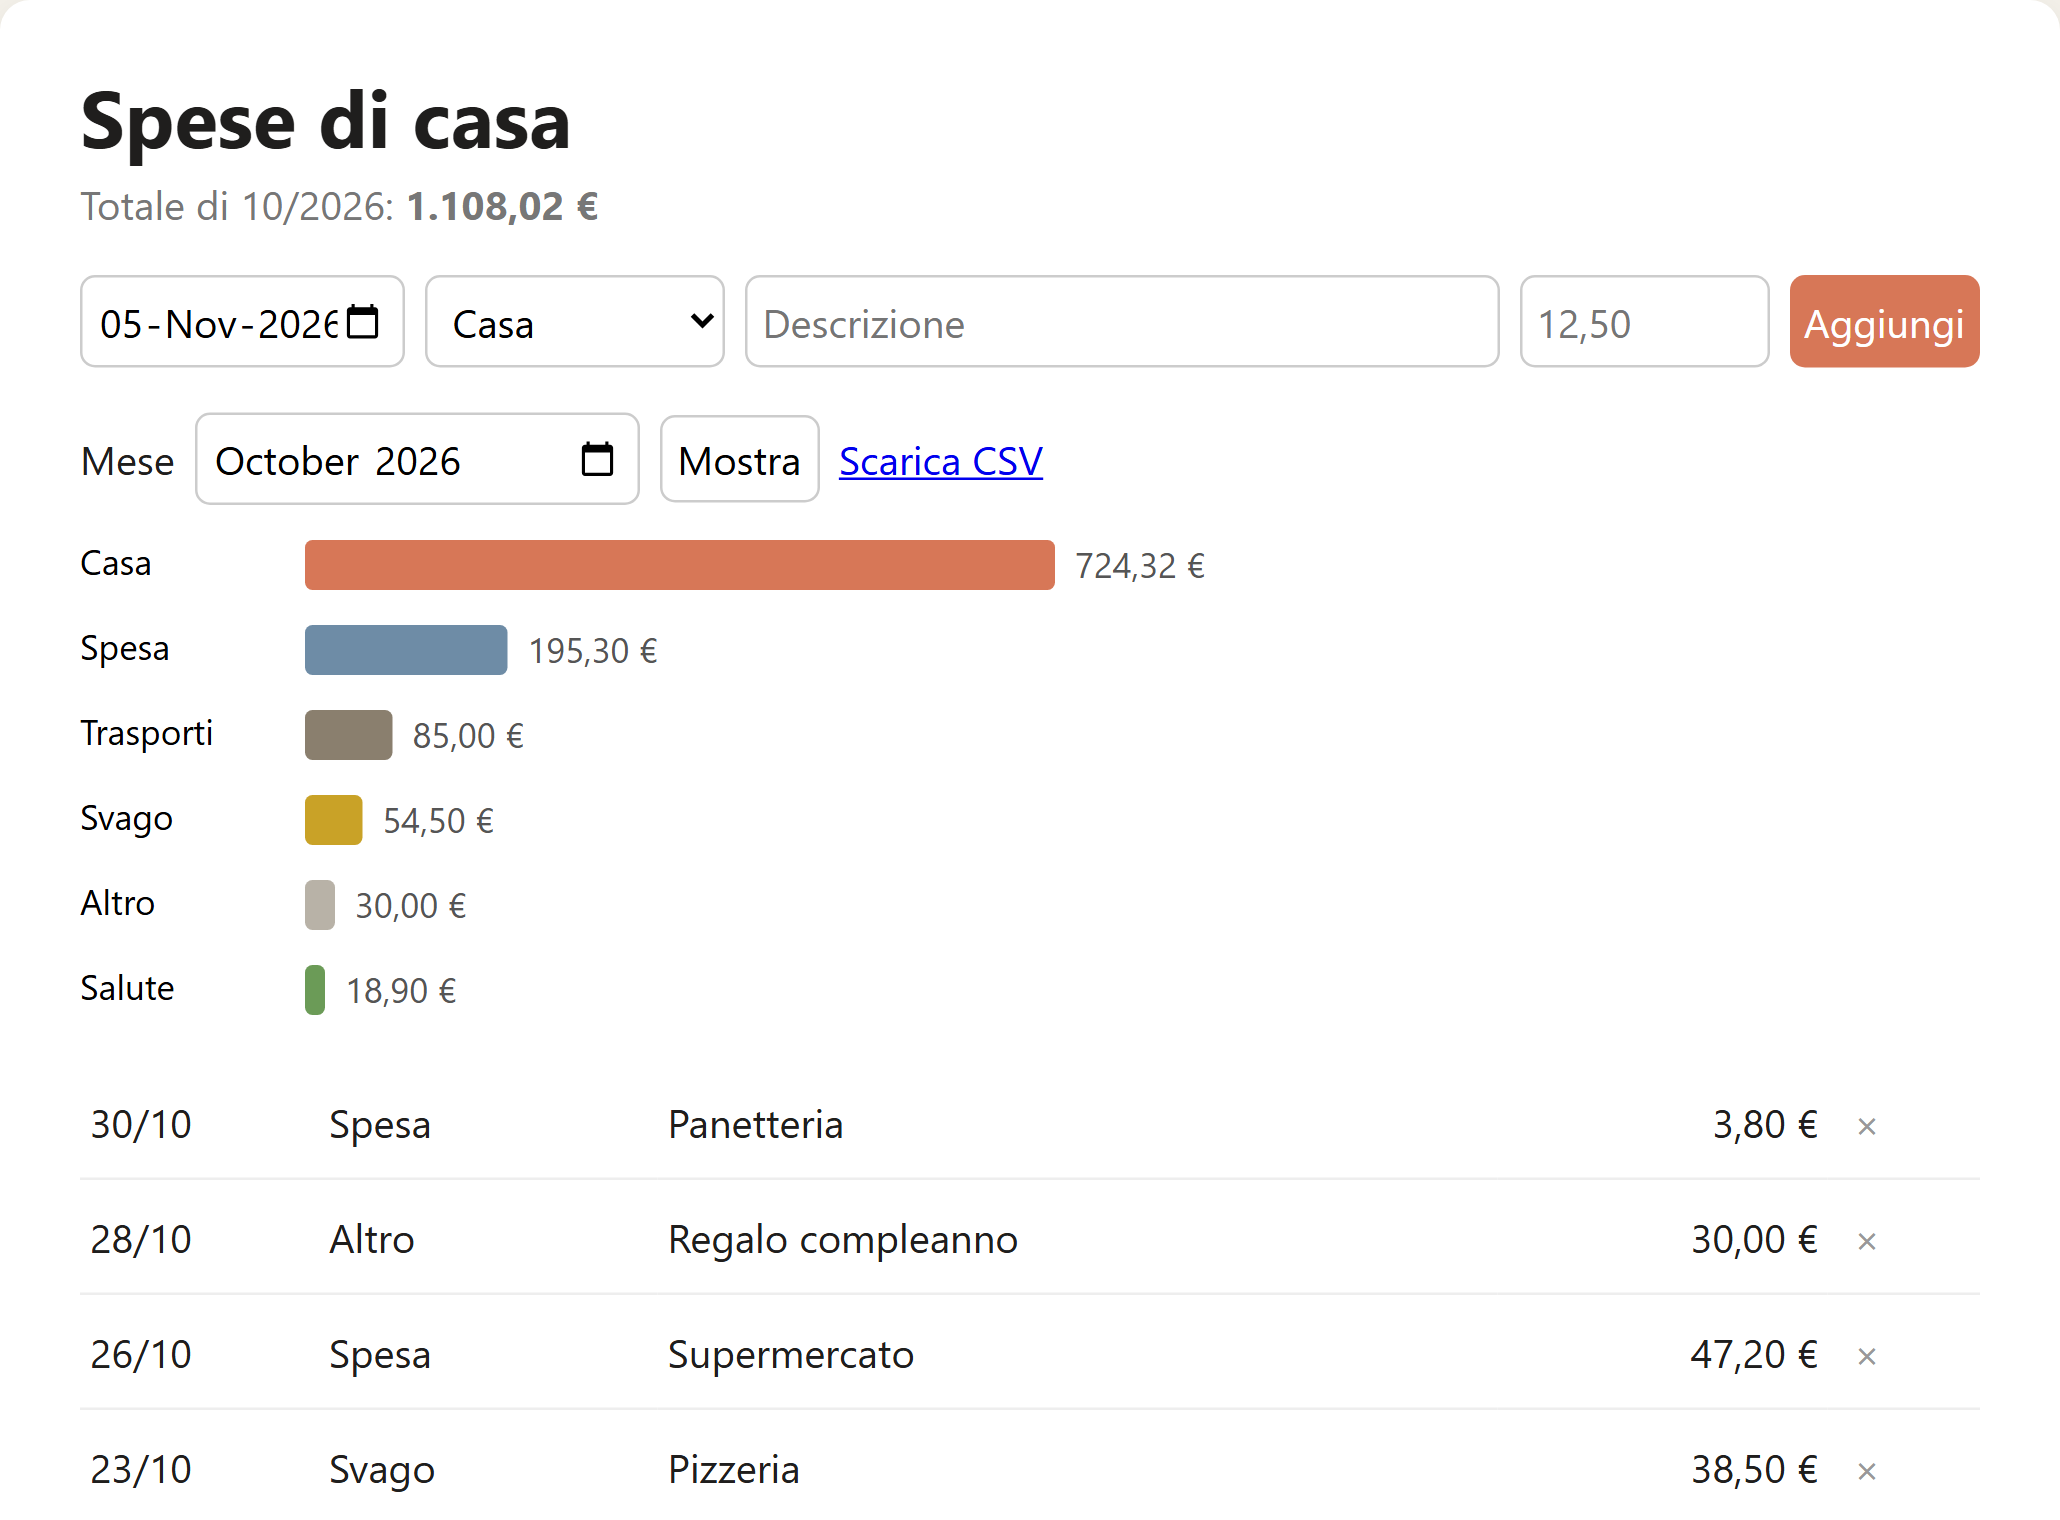 Spese di casa
Totale di 10/2026: 1.108,02 €
05-Nov-2026 Casa Descrizione 12,50 Aggiungi
Mese October 2026 Mostra Scarica CSV
Casa 724,32 €
Spesa 195,30 €
Trasporti 85,00 €
Svago 54,50 €
Altro 30,00 €
Salute 18,90 €
30/10 Spesa Panetteria 3,80 € ×
28/10 Altro Regalo compleanno 30,00 € ×
26/10 Spesa Supermercato 47,20 € ×
23/10 Svago Pizzeria 38,50 € ×